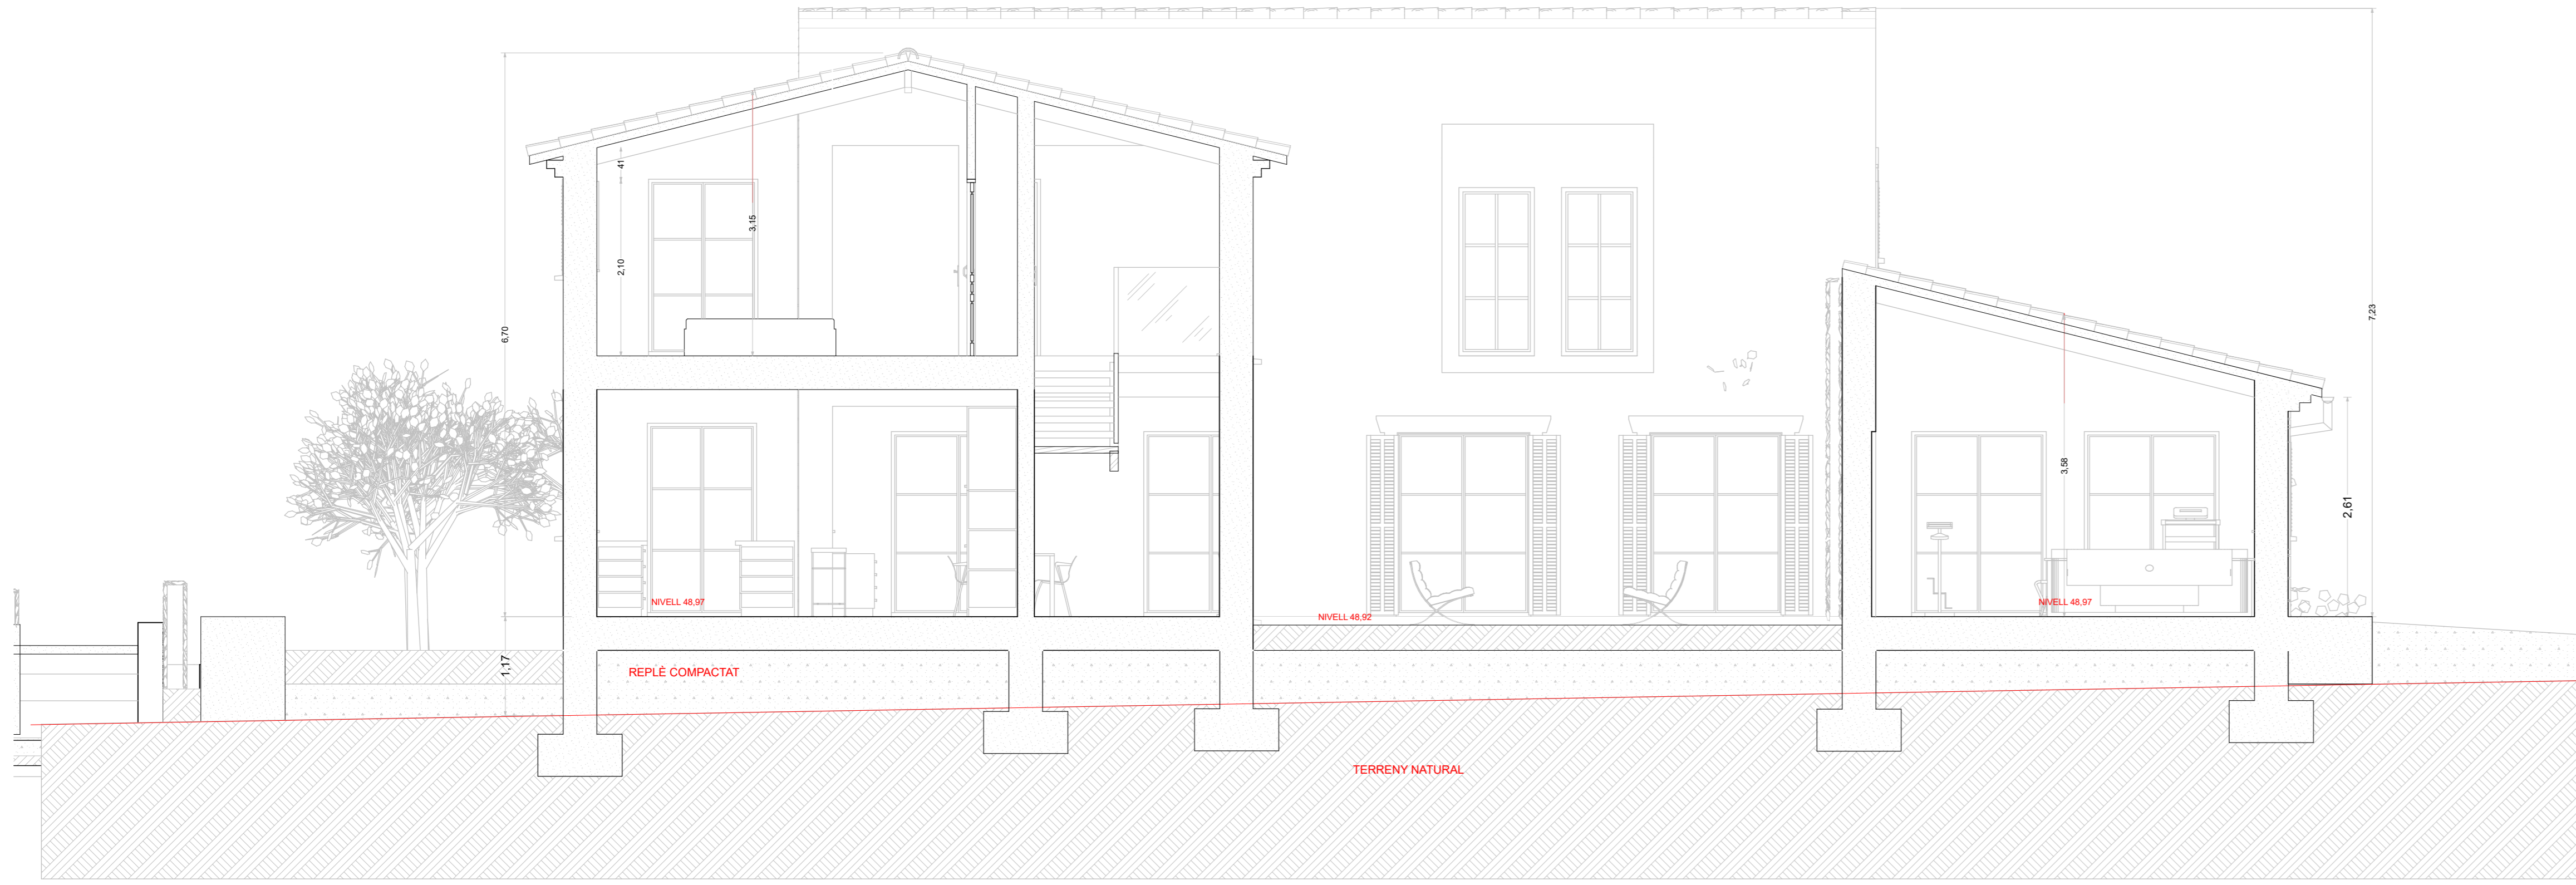 41
3,15
2,10
7,23
6,70
3,58
2,61
NIVELL 48,97
NIVELL 48,97
NIVELL 48,92
1,17
REPLÈ COMPACTAT
TERRENY NATURAL